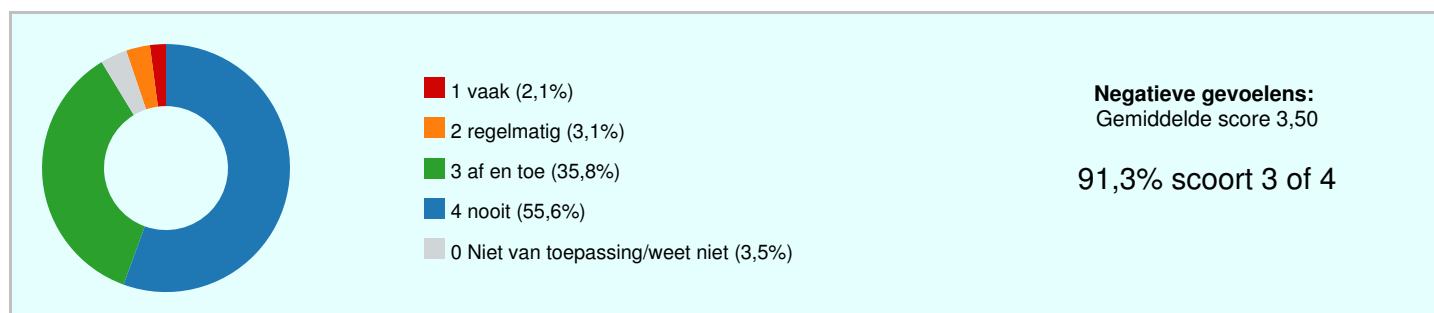 1 vaak (2,1%)
2 regelmatig (3,1%)
3 af en toe (35,8%)
4 nooit (55,6%)
0 Niet van toepassing/weet niet (3,5%)
Negatieve gevoelens:
Gemiddelde score 3,50
91,3% scoort 3 of 4